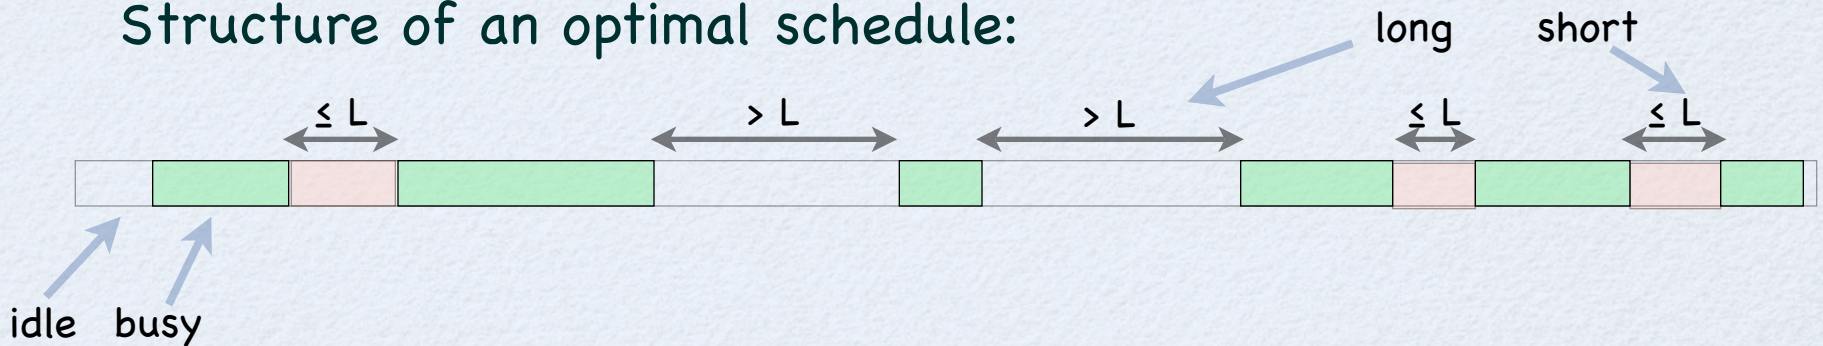 Structure of an optimal schedule:
long short
≤ L > L > L ≤ L ≤ L
idle busy